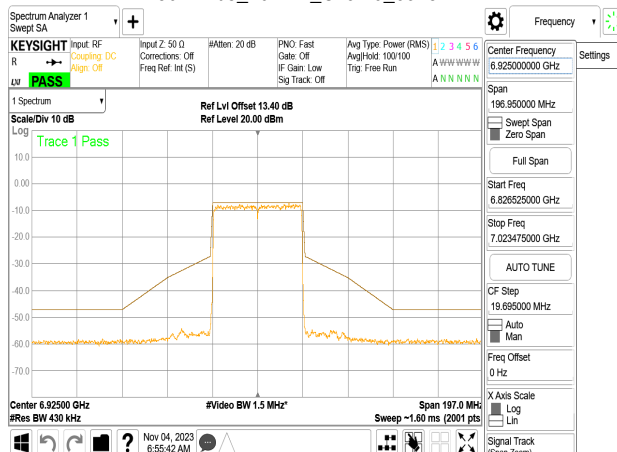 Spectrum Analyzer 1
Swept SA
Frequency
KEYSIGHT
Input: RF
Coupling: DC
Align: Off
Input Z: 50 Ω
Corrections: Off
Freq Ref: Int (S)
#Atten: 20 dB
PNO: Fast
Gate: Off
IF Gain: Low
Sig Track: Off
Avg Type: Power (RMS)
Avg|Hold: 100/100
Trig: Free Run
1 2 3 4 5 6
A W W W W W
A N N N N N
R
LXI
PASS
Center Frequency
6.925000000 GHz
Settings
Span
196.950000 MHz
Swept Span
Zero Span
Full Span
Start Freq
6.826525000 GHz
Stop Freq
7.023475000 GHz
AUTO TUNE
CF Step
19.695000 MHz
Auto
Man
Freq Offset
0 Hz
X Axis Scale
Log
Lin
Signal Track
1 Spectrum
Scale/Div 10 dB
Ref Lvl Offset 13.40 dB
Ref Level 20.00 dBm
Log
Trace 1 Pass
10.0
0.00
-10.0
-20.0
-30.0
-40.0
-50.0
-60.0
-70.0
Center 6.92500 GHz
#Video BW 1.5 MHz*
Span 197.0 MHz
#Res BW 430 kHz
Sweep ~1.60 ms (2001 pts)
Nov 04, 2023
6:55:42 AM